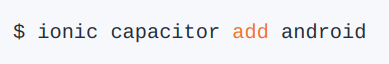 $ ionic capacitor add android